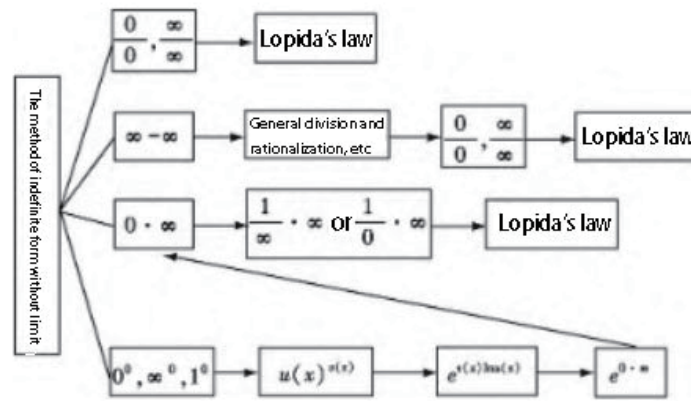 The method of indefinite form without limit
0/0, ∞/∞
Lopida's law
∞ - ∞
General division and
rationalization, etc
0/0, ∞/∞
Lopida's law
0 · ∞
1/∞ · ∞ or 1/0 · ∞
Lopida's law
0⁰, ∞⁰, 1⁰
u(x)^v(x)
e^v(x)lnu(x)
e^0·∞